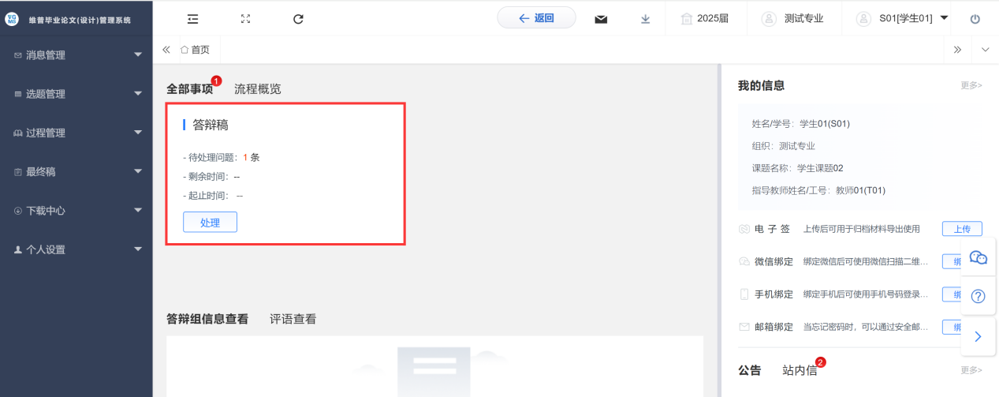 VG
MS
维普毕业论文(设计)管理系统
返回
2025届
测试专业
S01[学生01]
消息管理
选题管理
过程管理
最终稿
下载中心
个人设置
首页
全部事项
1
流程概览
答辩稿
- 待处理问题：1 条
- 剩余时间：--
- 起止时间： --
处理
答辩组信息查看
评语查看
我的信息
更多>
姓名/学号：学生01(S01)
组织：测试专业
课题名称：学生课题02
指导教师姓名/工号：教师01(T01)
电 子 签 上传后可用于归档材料导出使用 上传
微信绑定 绑定微信后可使用微信扫描二维... 绑
手机绑定 绑定手机后可使用手机号码登录... 绑
邮箱绑定 当忘记密码时，可以通过安全邮... 绑
公告
站内信
2
更多>